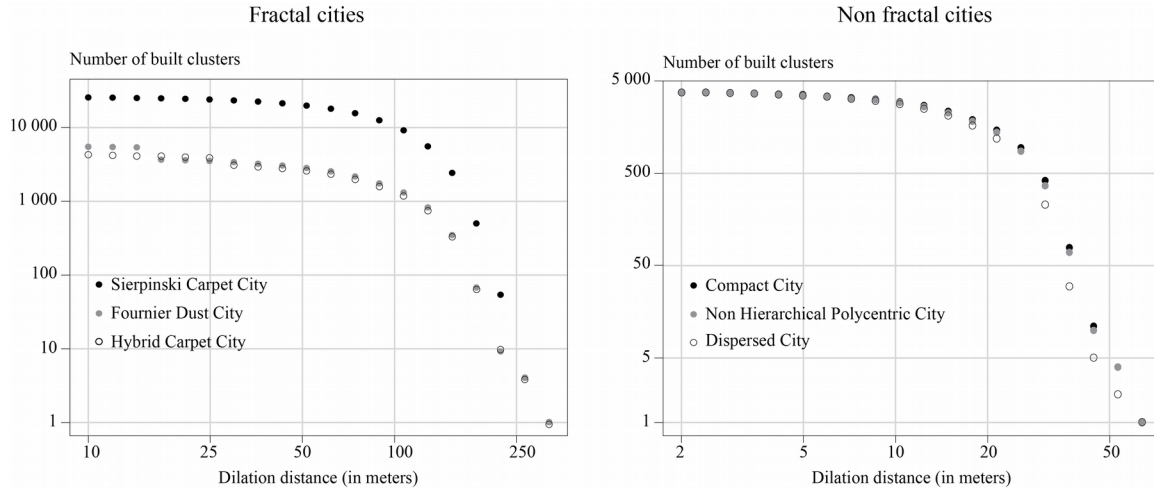 Fractal cities
Number of built clusters
10 000
1 000
100
10
1
Sierpinski Carpet City
Fournier Dust City
Hybrid Carpet City
10 25 50 100 250
Dilation distance (in meters)
Non fractal cities
Number of built clusters
5 000
500
50
5
1
Compact City
Non Hierarchical Polycentric City
Dispersed City
2 5 10 20 50
Dilation distance (in meters)